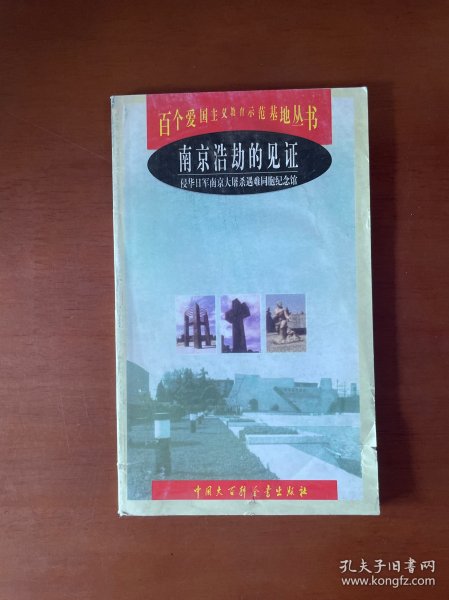 百个爱国主义教育示范基地丛书
南京浩劫的见证
侵华日军南京大屠杀遇难同胞纪念馆
中国大百科全书出版社
孔夫子旧书网
www.kongfz.com